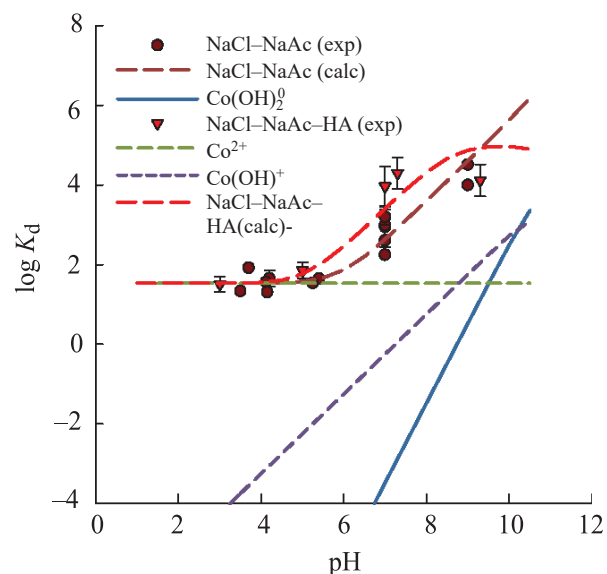 8
6
4
2
0
–2
–4
log K_d
NaCl–NaAc (exp)
NaCl–NaAc (calc)
Co(OH)₂⁰
NaCl–NaAc–HA (exp)
Co²⁺
Co(OH)⁺
NaCl–NaAc–
HA(calc)-
0 2 4 6 8 10 12
pH